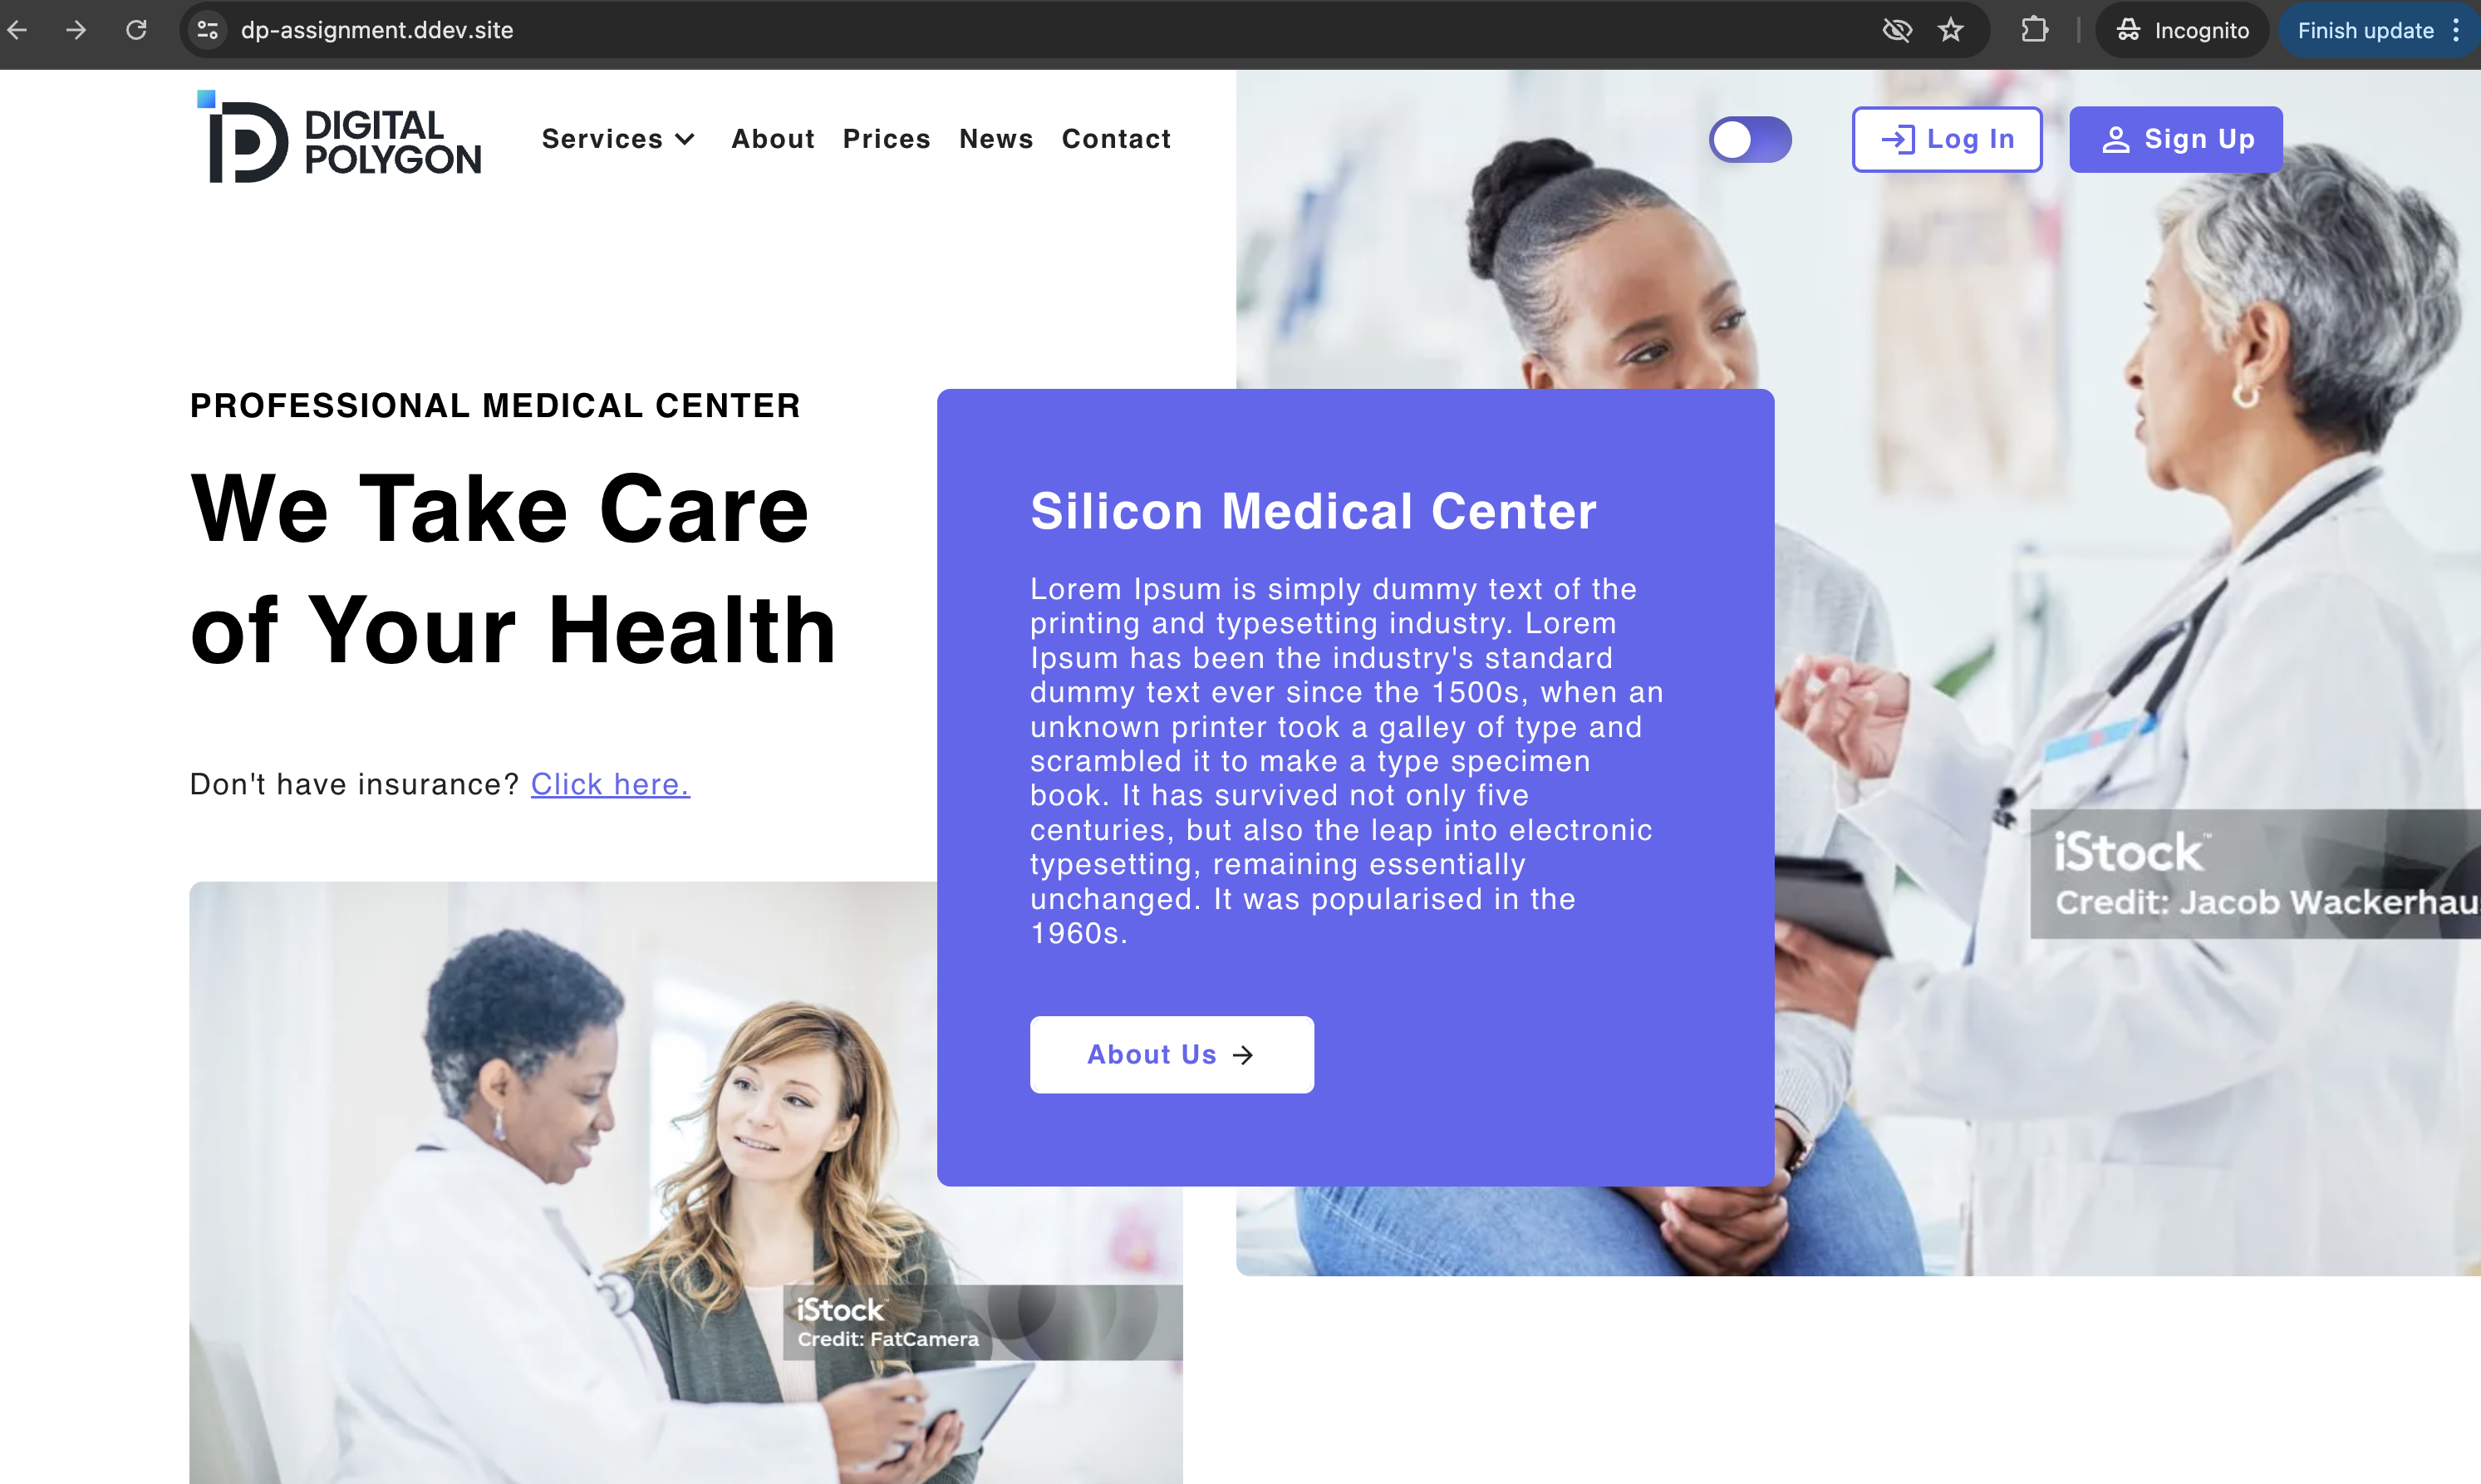 dp-assignment.ddev.site
Incognito
Finish update
DIGITAL
POLYGON
Services
About
Prices
News
Contact
Log In
Sign Up
PROFESSIONAL MEDICAL CENTER
We Take Care
of Your Health
Don't have insurance? Click here.
Silicon Medical Center
Lorem Ipsum is simply dummy text of the
printing and typesetting industry. Lorem
Ipsum has been the industry's standard
dummy text ever since the 1500s, when an
unknown printer took a galley of type and
scrambled it to make a type specimen
book. It has survived not only five
centuries, but also the leap into electronic
typesetting, remaining essentially
unchanged. It was popularised in the
1960s.
About Us
iStock™
Credit: Jacob Wackerhau
iStock™
Credit: FatCamera